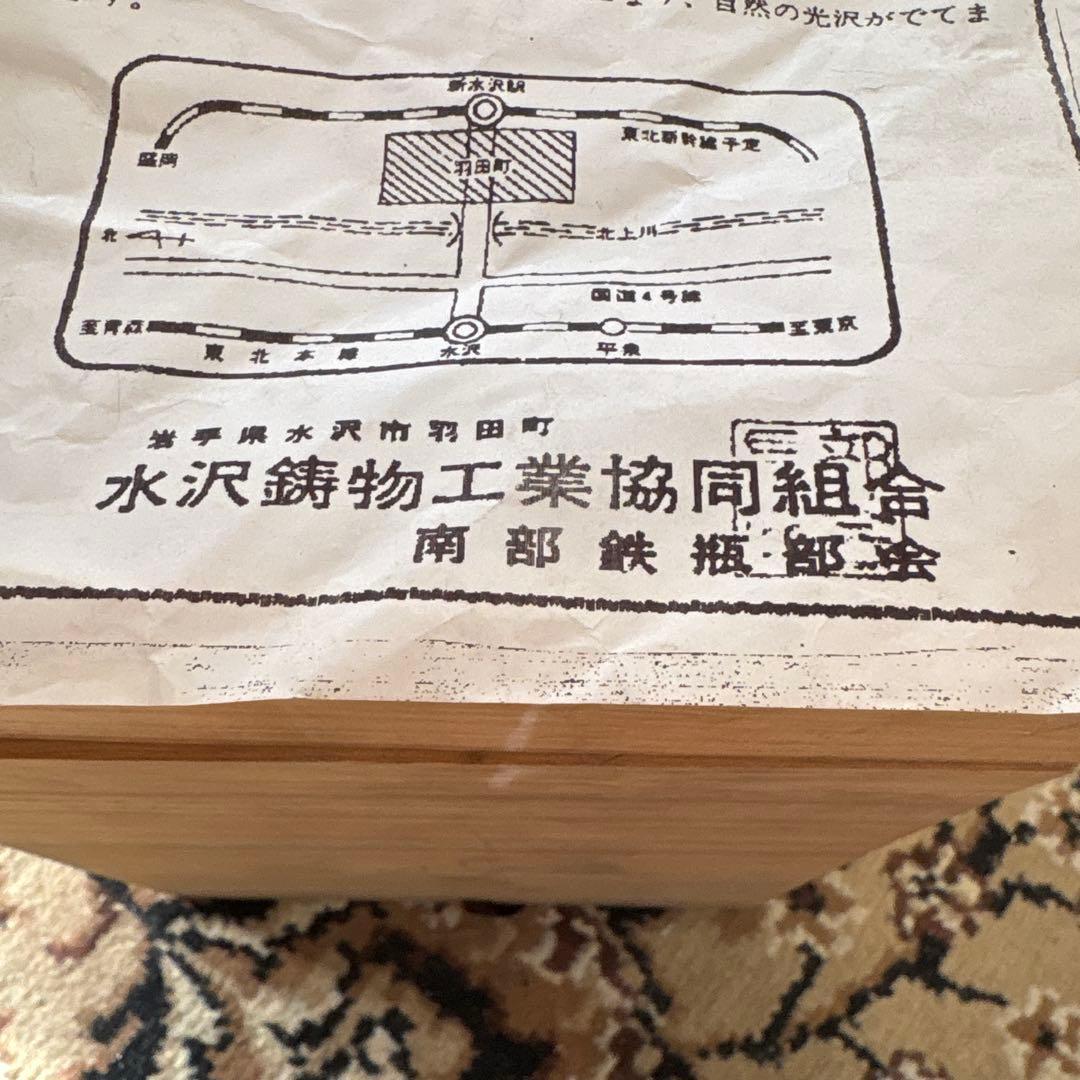 す。
、自然の光沢がでてま
新水沢駅
盛岡
東北新幹線予定
羽田町
北
北上川
国道4号線
至青森
至東京
東北本線
水沢
平泉
岩手県水沢市羽田町
水沢鋳物工業協同組合
南部鉄瓶部会